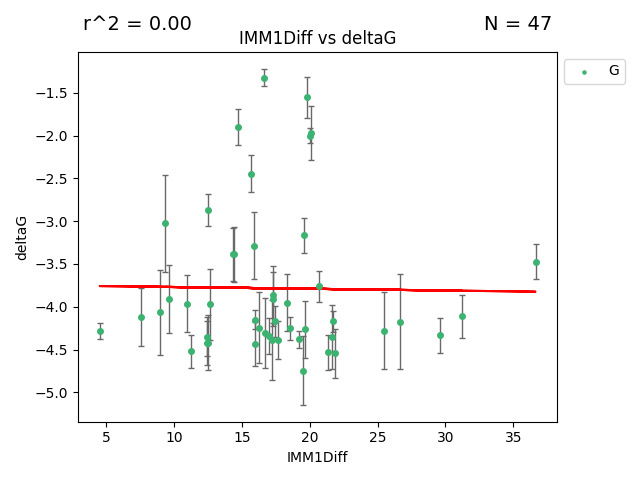 r^2 = 0.00
N = 47
IMM1Diff vs deltaG
G
−1.5
−2.0
−2.5
−3.0
−3.5
−4.0
−4.5
−5.0
deltaG
5 10 15 20 25 30 35
IMM1Diff